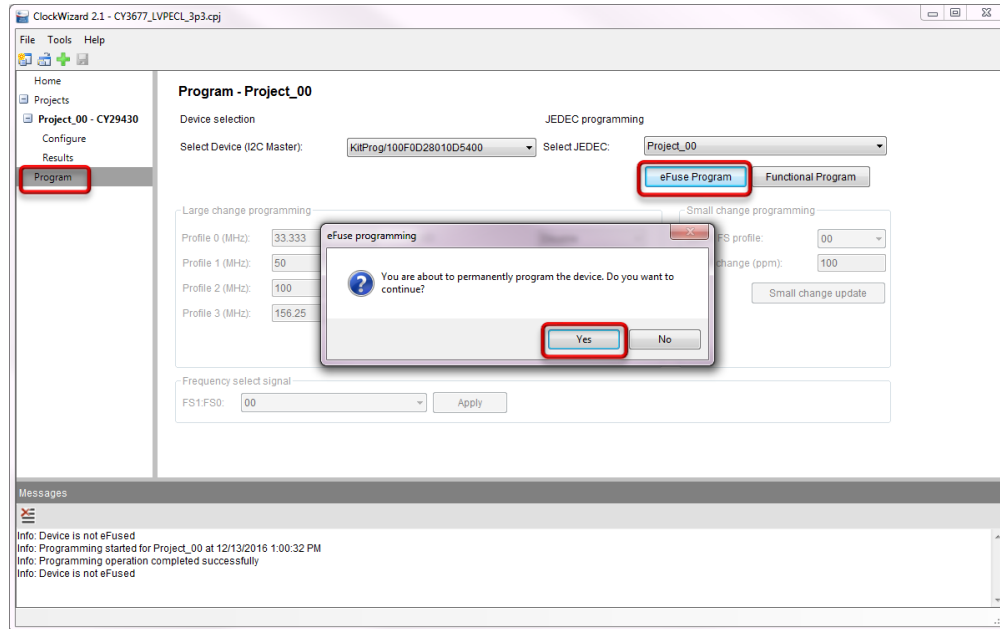 ClockWizard 2.1 - CY3677_LVPECL_3p3.cpj
File Tools Help
Home
Projects
Project_00 - CY29430
Configure
Results
Program
Program - Project_00
Device selection
JEDEC programming
Select Device (I2C Master):
KitProg/100F0D28010D5400
Select JEDEC:
Project_00
eFuse Program
Functional Program
Large change programming
Small change programming
Profile 0 (MHz):
33.333
FS profile:
00
Profile 1 (MHz):
50
change (ppm):
100
Profile 2 (MHz):
100
Small change update
Profile 3 (MHz):
156.25
eFuse programming
You are about to permanently program the device. Do you want to
continue?
Yes
No
Frequency select signal
FS1:FS0:
00
Apply
Messages
Info: Device is not eFused
Info: Programming started for Project_00 at 12/13/2016 1:00:32 PM
Info: Programming operation completed successfully
Info: Device is not eFused